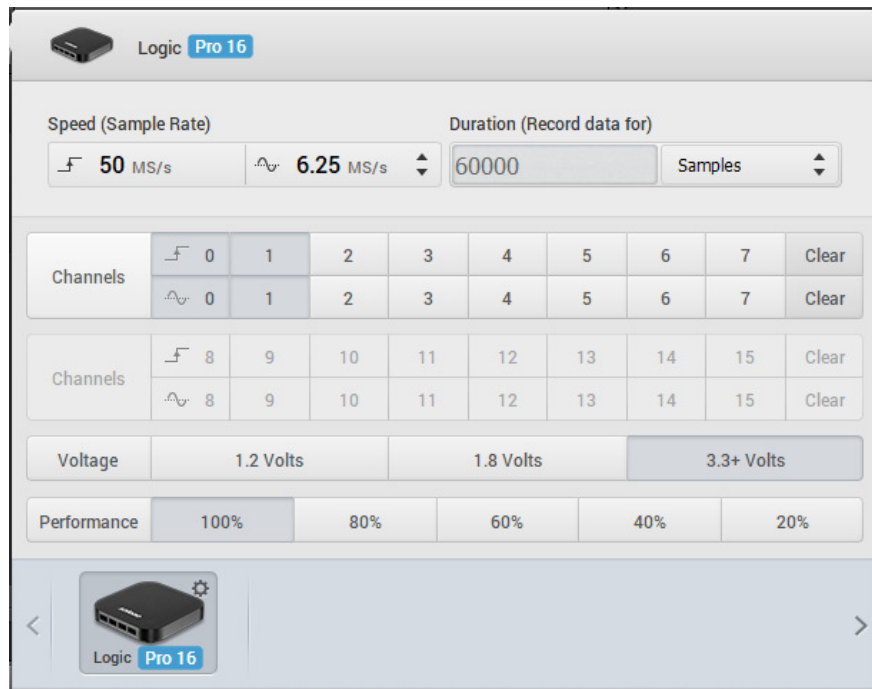 Logic Pro 16
Speed (Sample Rate) Duration (Record data for)
50 MS/s 6.25 MS/s 60000 Samples
Channels
0 1 2 3 4 5 6 7 Clear
0 1 2 3 4 5 6 7 Clear
Channels
8 9 10 11 12 13 14 15 Clear
8 9 10 11 12 13 14 15 Clear
Voltage 1.2 Volts 1.8 Volts 3.3+ Volts
Performance 100% 80% 60% 40% 20%
Logic Pro 16